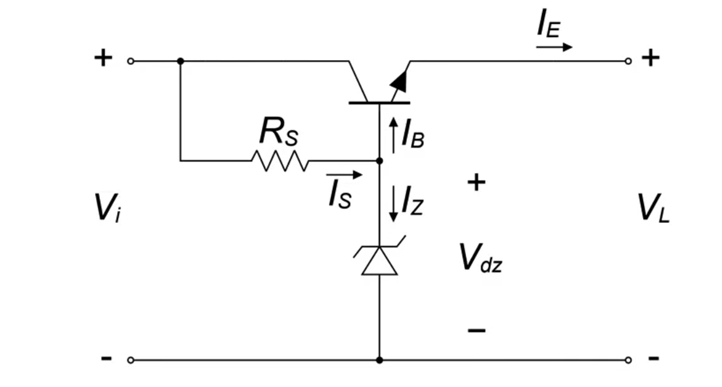 I_E
+ +
R_S I_B
I_S I_Z +
V_i V_L
V_dz
−
- -